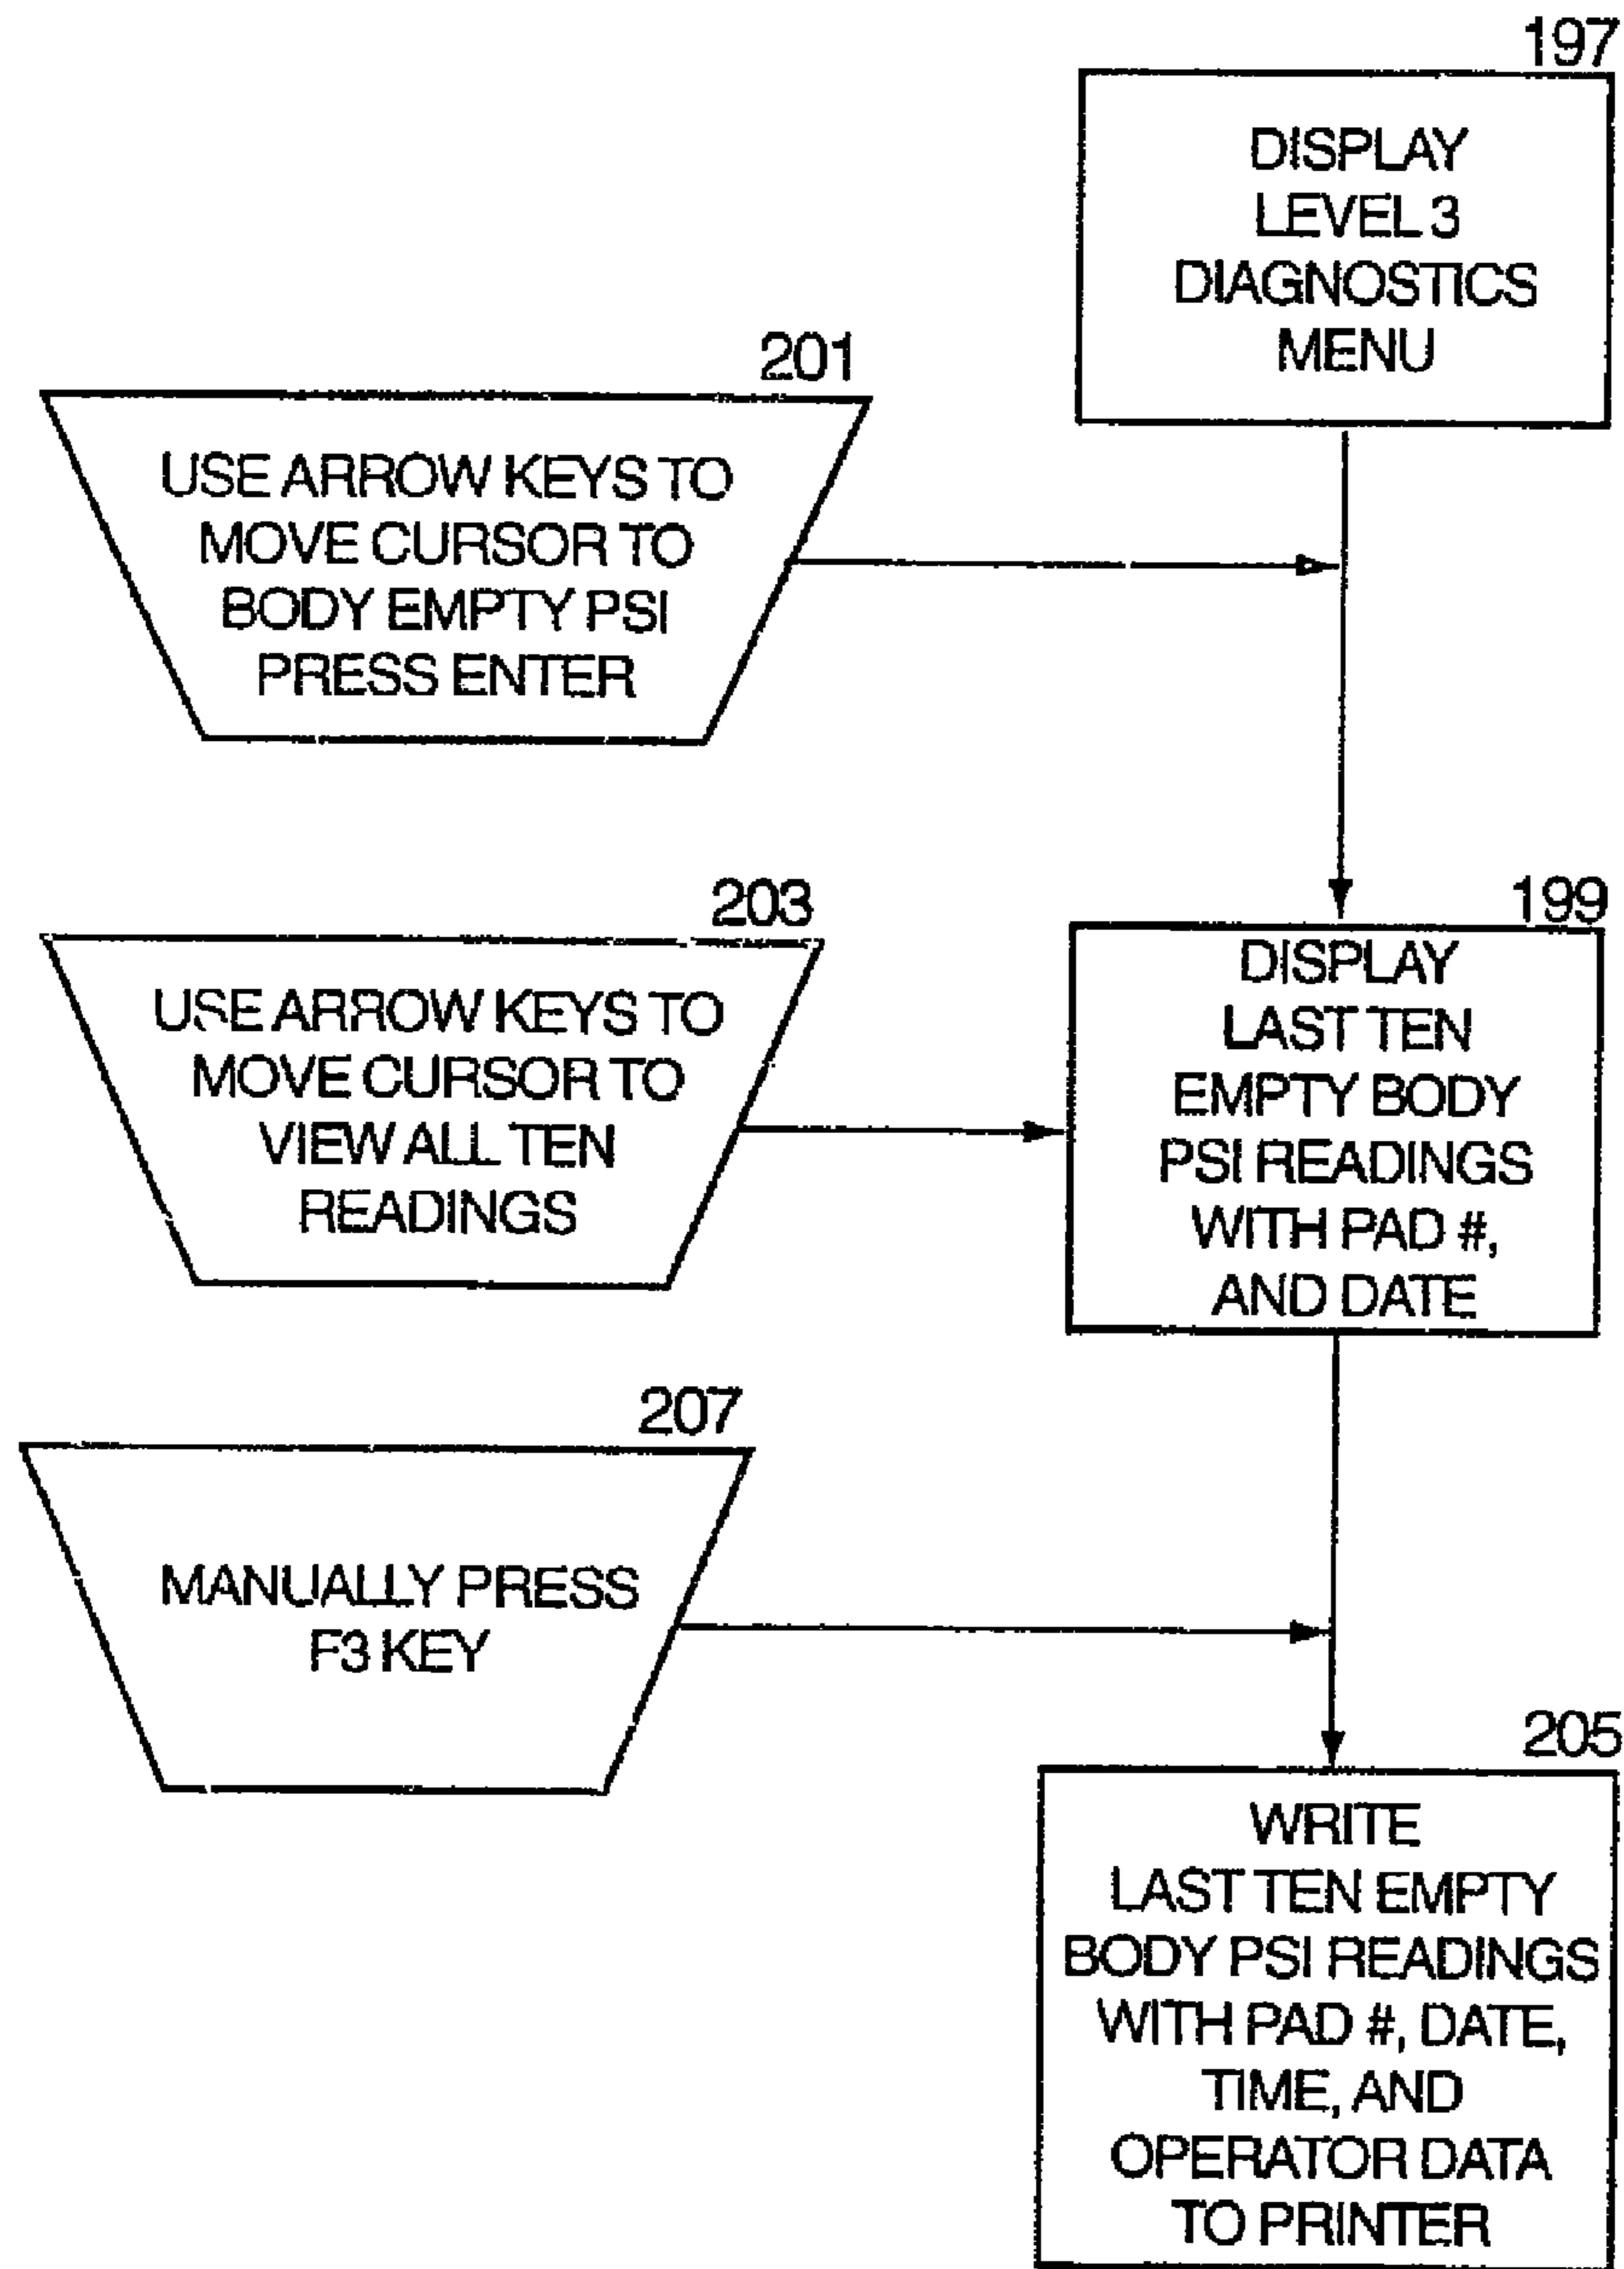 197
DISPLAY
LEVEL 3
DIAGNOSTICS
MENU
201
USE ARROW KEYS TO
MOVE CURSOR TO
BODY EMPTY PSI
PRESS ENTER
203
USE ARROW KEYS TO
MOVE CURSOR TO
VIEW ALL TEN
READINGS
199
DISPLAY
LAST TEN
EMPTY BODY
PSI READINGS
WITH PAD #,
AND DATE
207
MANUALLY PRESS
F3 KEY
205
WRITE
LAST TEN EMPTY
BODY PSI READINGS
WITH PAD #, DATE,
TIME, AND
OPERATOR DATA
TO PRINTER